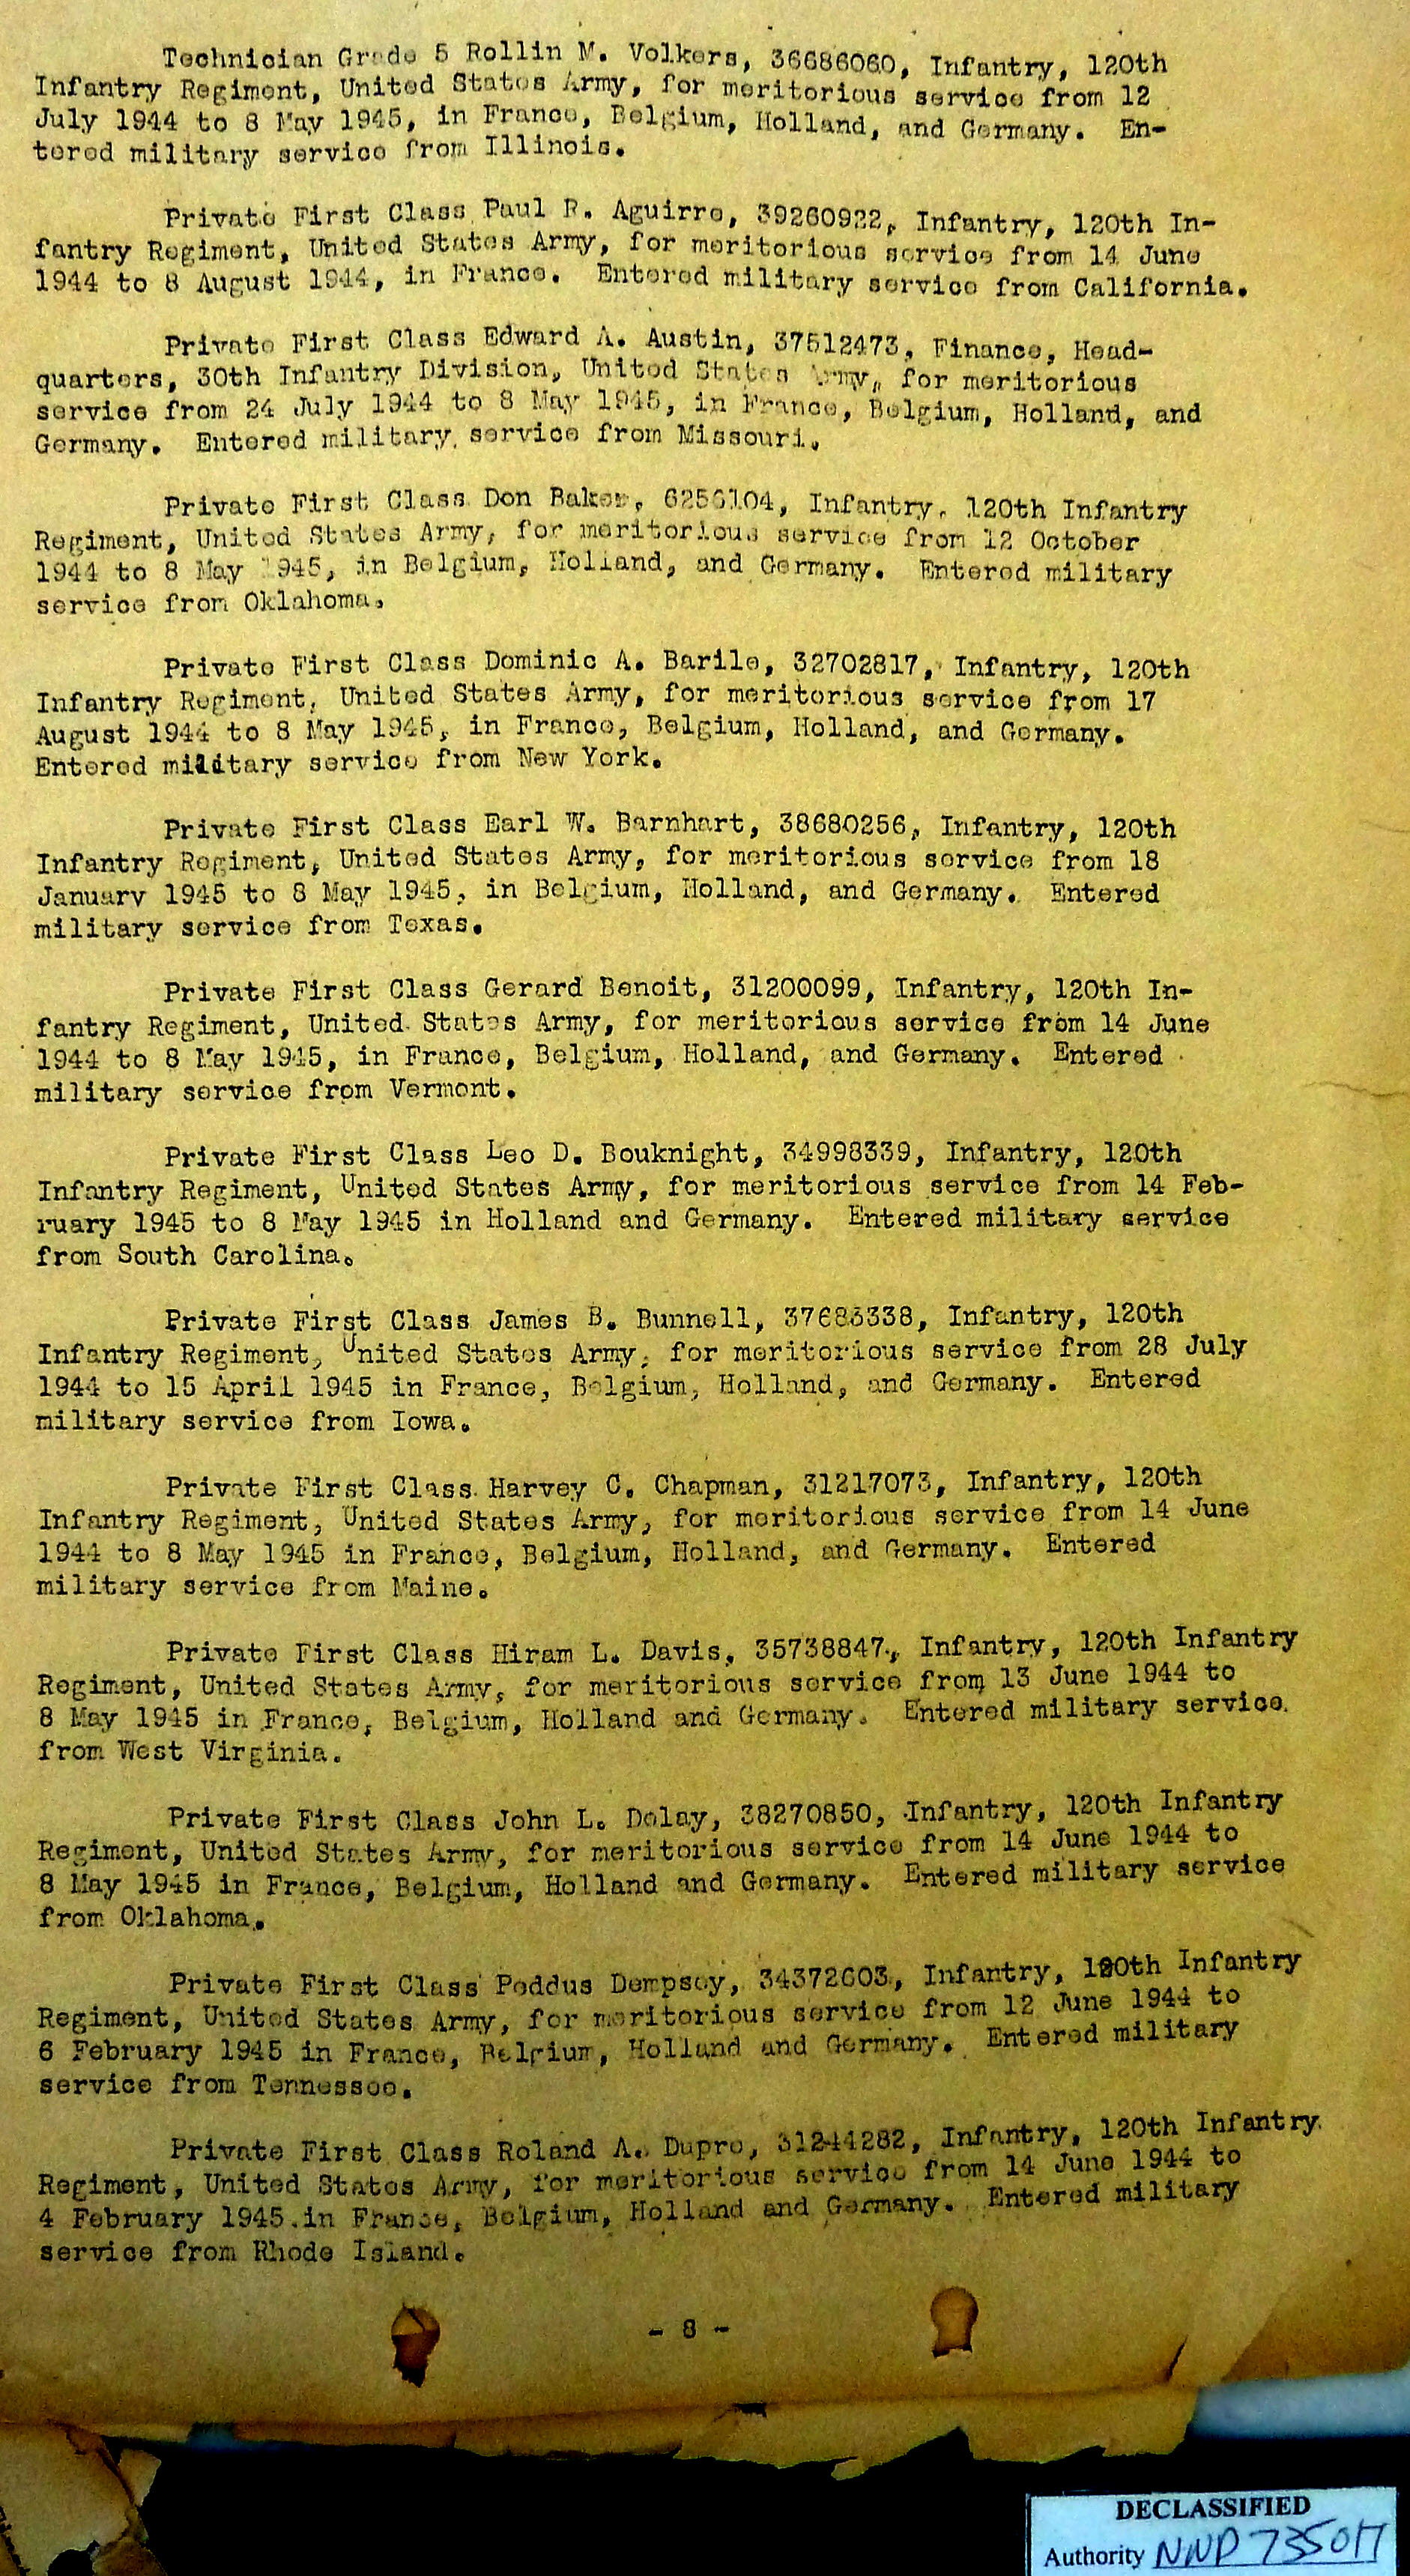 Technician Grade 5 Rollin M. Volkers, 36686060, Infantry, 120th
Infantry Regiment, United States Army, for meritorious service from 12
July 1944 to 8 May 1945, in France, Belgium, Holland, and Germany. En-
tered military service from Illinois.
Private First Class Paul R. Aguirre, 39260922, Infantry, 120th In-
fantry Regiment, United States Army, for meritorious service from 14 June
1944 to 8 August 1944, in France. Entered military service from California.
Private First Class Edward A. Austin, 37512473, Finance, Head-
quarters, 30th Infantry Division, United States Army, for meritorious
service from 24 July 1944 to 8 May 1945, in France, Belgium, Holland, and
Germany. Entered military service from Missouri.
Private First Class Don Baker, 6256104, Infantry, 120th Infantry
Regiment, United States Army, for meritorious service from 12 October
1944 to 8 May 1945, in Belgium, Holland, and Germany. Entered military
service from Oklahoma.
Private First Class Dominic A. Barile, 32702817, Infantry, 120th
Infantry Regiment, United States Army, for meritorious service from 17
August 1944 to 8 May 1945, in France, Belgium, Holland, and Germany.
Entered military service from New York.
Private First Class Earl W. Barnhart, 38680256, Infantry, 120th
Infantry Regiment, United States Army, for meritorious service from 18
January 1945 to 8 May 1945, in Belgium, Holland, and Germany. Entered
military service from Texas.
Private First Class Gerard Benoit, 31200099, Infantry, 120th In-
fantry Regiment, United States Army, for meritorious service from 14 June
1944 to 8 May 1945, in France, Belgium, Holland, and Germany. Entered
military service from Vermont.
Private First Class Leo D. Bouknight, 34998339, Infantry, 120th
Infantry Regiment, United States Army, for meritorious service from 14 Feb-
ruary 1945 to 8 May 1945 in Holland and Germany. Entered military service
from South Carolina.
Private First Class James B. Bunnell, 37683338, Infantry, 120th
Infantry Regiment, United States Army, for meritorious service from 28 July
1944 to 15 April 1945 in France, Belgium, Holland, and Germany. Entered
military service from Iowa.
Private First Class Harvey C. Chapman, 31217073, Infantry, 120th
Infantry Regiment, United States Army, for meritorious service from 14 June
1944 to 8 May 1945 in France, Belgium, Holland, and Germany. Entered
military service from Maine.
Private First Class Hiram L. Davis, 35738847, Infantry, 120th Infantry
Regiment, United States Army, for meritorious service from 13 June 1944 to
8 May 1945 in France, Belgium, Holland and Germany. Entered military service
from West Virginia.
Private First Class John L. Delay, 38270850, Infantry, 120th Infantry
Regiment, United States Army, for meritorious service from 14 June 1944 to
8 May 1945 in France, Belgium, Holland and Germany. Entered military service
from Oklahoma.
Private First Class Peddus Dempsey, 34372603, Infantry, 120th Infantry
Regiment, United States Army, for meritorious service from 12 June 1944 to
6 February 1945 in France, Belgium, Holland and Germany. Entered military
service from Tennessee.
Private First Class Roland A. Dupre, 31244282, Infantry, 120th Infantry
Regiment, United States Army, for meritorious service from 14 June 1944 to
4 February 1945 in France, Belgium, Holland and Germany. Entered military
service from Rhode Island.
- 8 -
DECLASSIFIED
Authority NND 735017